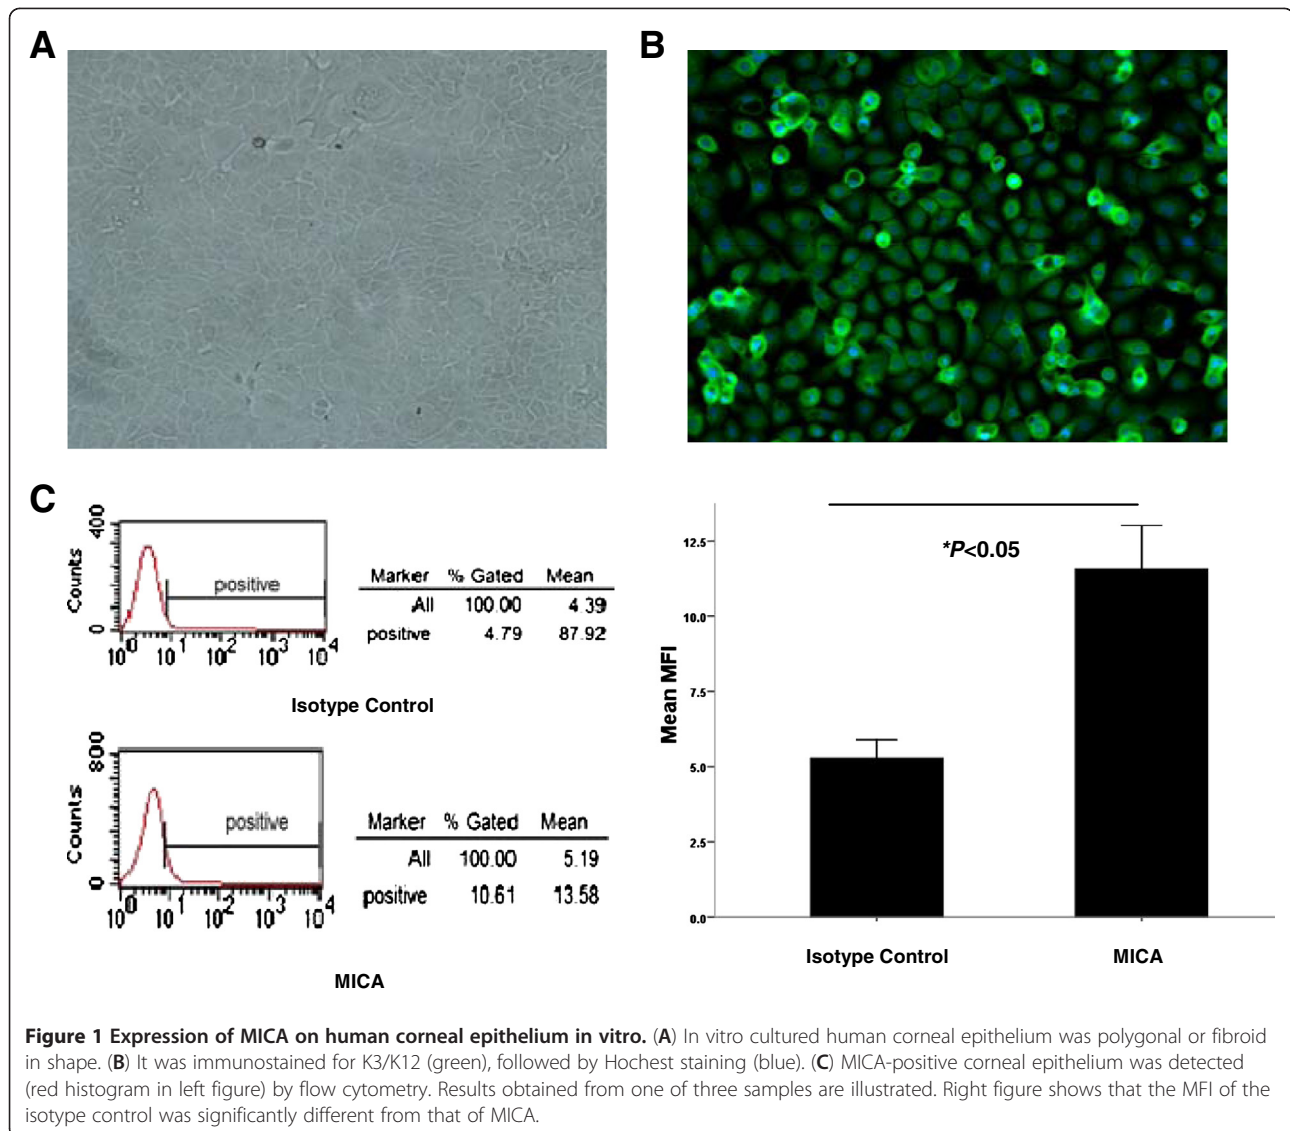 A
B
C
400
Counts
0
positive
10^0 10^1 10^2 10^3 10^4
Marker % Gated Mean
All 100.00 4.39
positive 4.79 87.92
Isotype Control
800
Counts
0
positive
10^0 10^1 10^2 10^3 10^4
Marker % Gated Mean
All 100.00 5.19
positive 10.61 13.58
MICA
*P<0.05
Mean MFI
12.5
10.0
7.5
5.0
2.5
0.0
Isotype Control
MICA
Figure 1 Expression of MICA on human corneal epithelium in vitro. (A) In vitro cultured human corneal epithelium was polygonal or fibroid
in shape. (B) It was immunostained for K3/K12 (green), followed by Hochest staining (blue). (C) MICA-positive corneal epithelium was detected
(red histogram in left figure) by flow cytometry. Results obtained from one of three samples are illustrated. Right figure shows that the MFI of the
isotype control was significantly different from that of MICA.